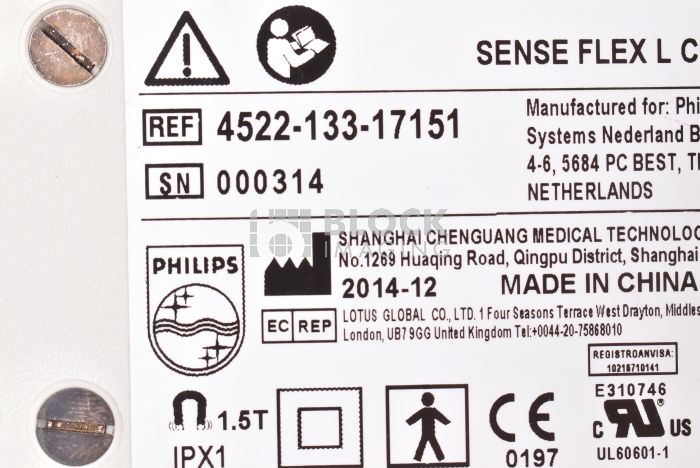 SENSE FLEX L C
REF 4522-133-17151
Manufactured for: Phi
Systems Nederland B
4-6, 5684 PC BEST, T
NETHERLANDS
SN 000314
BLOCK
IMAGING
SHANGHAI CHENGUANG MEDICAL TECHNOLOG
No.1269 Huaqing Road, Qingpu District, Shanghai
2014-12 MADE IN CHINA
PHILIPS
EC REP
LOTUS GLOBAL CO., LTD. 1 Four Seasons Terrace West Drayton, Middles
London, UB7 9GG United Kingdom Tel:+0044-20-75868010
REGISTROANVISA:
10216710141
1.5T
IPX1
CE
0197
E310746
C RU US
UL60601-1